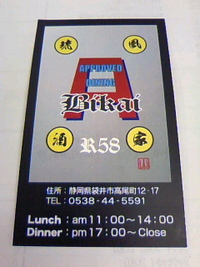 琥 凰
APPROVED
DINING
Bikai
酒 R58 家
住所：静岡県袋井市高尾町12-17
TEL：0538-44-5591
Lunch：am11：00～14：00
Dinner：pm17：00～Close